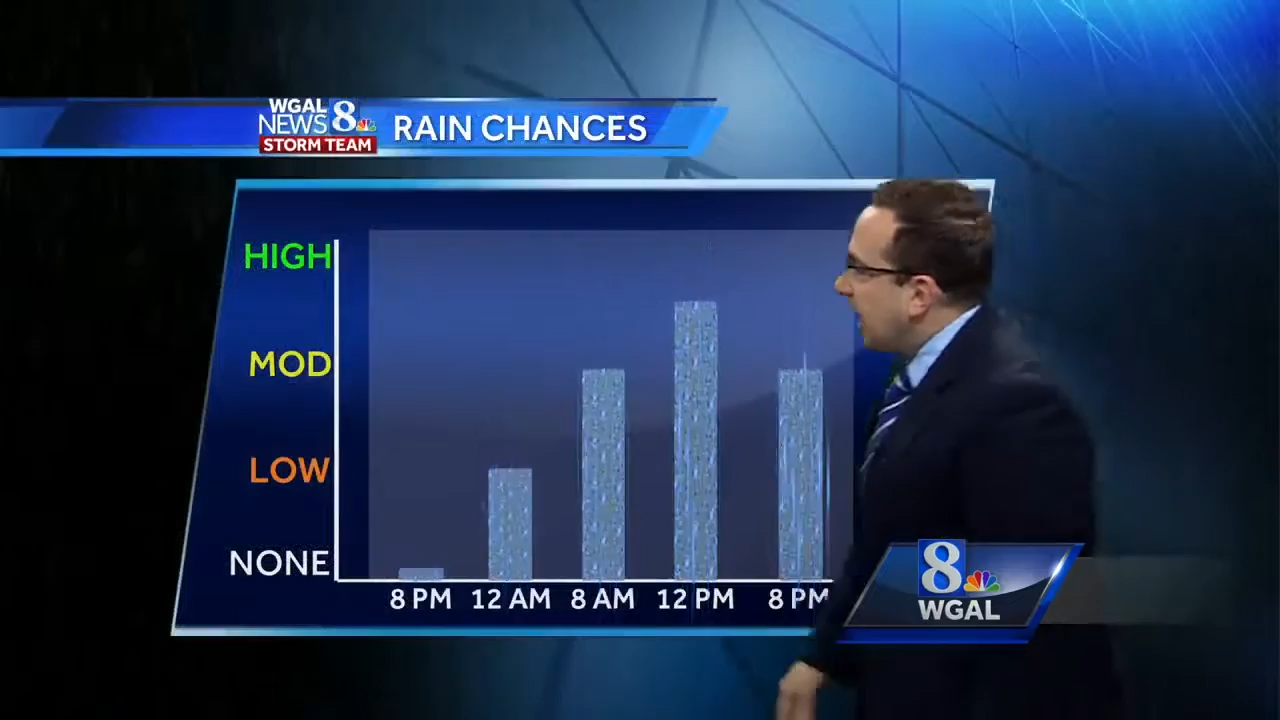 WGAL
NEWS 8
STORM TEAM
RAIN CHANCES
HIGH
MOD
LOW
NONE
8 PM 12 AM 8 AM 12 PM 8 PM
8
WGAL